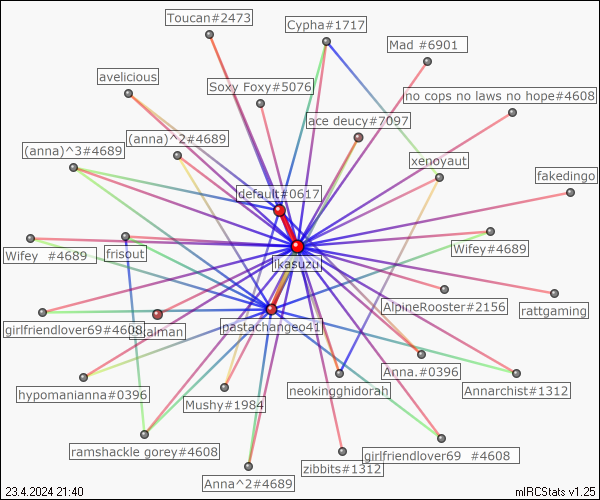 Toucan#2473
Cypha#1717
Mad #6901
avelicious
Soxy Foxy#5076
no cops no laws no hope#4608
ace deucy#7097
(anna)^2#4689
(anna)^3#4689
xenoyaut
fakedingo
default#0617
Wifey #4689
frisout
Wifey#4689
ikasuzu
AlpineRooster#2156
rattgaming
girlfriendlover69#4608
alman
pastachangeo41
Anna.#0396
hypomanianna#0396
Mushy#1984
neokingghidorah
Annarchist#1312
ramshackle gorey#4608
girlfriendlover69 #4608
zibbits#1312
Anna^2#4689
23.4.2024 21:40
mIRCStats v1.25